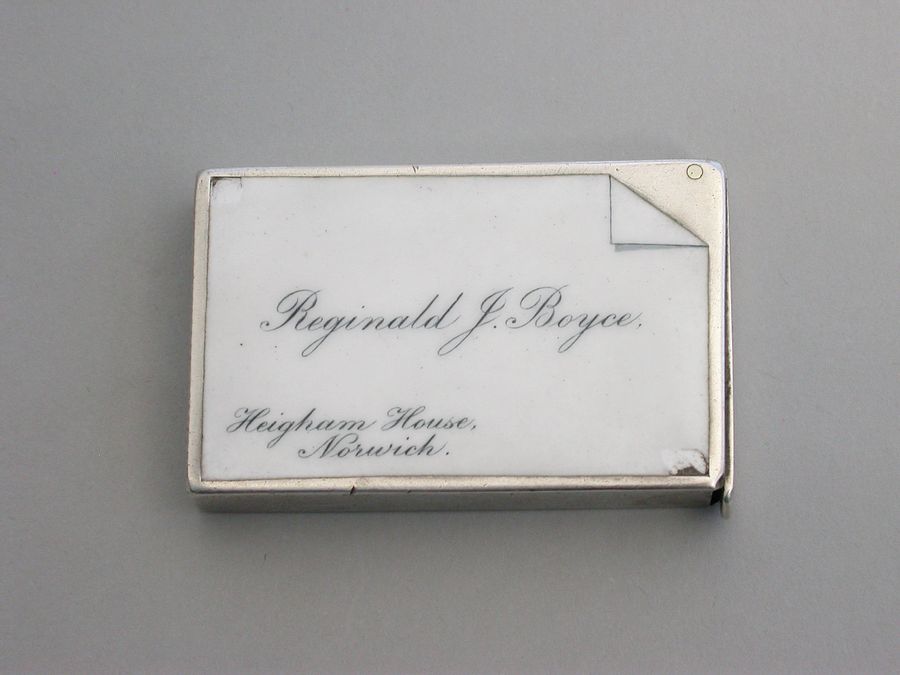 Reginald J. Boyce.
Heigham House,
Norwich.